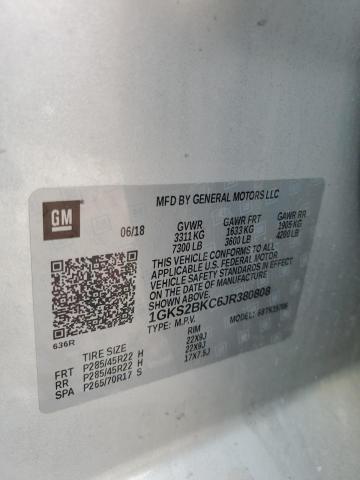 MFD BY GENERAL MOTORS LLC
GM
06/18
GVWR GAWR FRT GAWR RR
3311 KG 1633 KG 1905 KG
7300 LB 3600 LB 4200 LB
THIS VEHICLE CONFORMS TO ALL
APPLICABLE U.S. FEDERAL MOTOR
VEHICLE SAFETY STANDARDS IN EFFECT
ON THE DATE OF MANUFACTURE
SHOWN ABOVE.
1GKS2BKC6JR380808
TYPE: M.P.V. MODEL:
636R
TIRE SIZE RIM
FRT P285/45R22 H 22X9J
RR P285/45R22 H 22X9J
SPA P265/70R17 S 17X7.5J